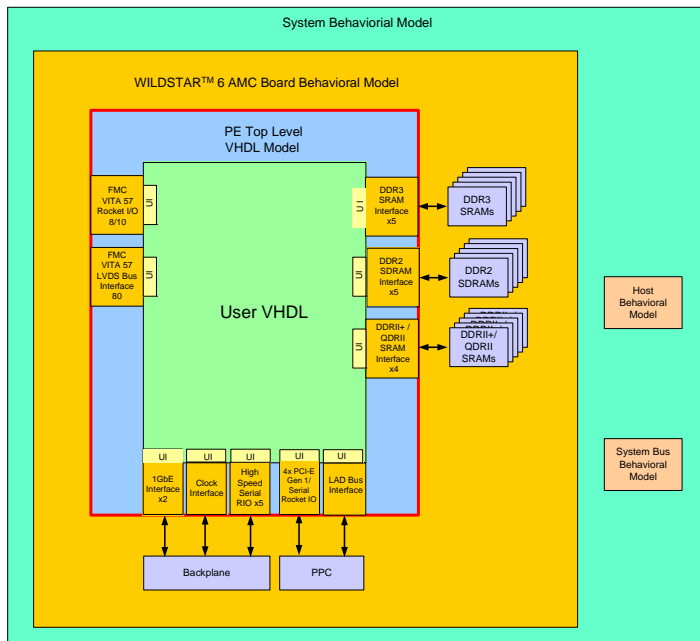 System Behaviorial Model
WILDSTAR™ 6 AMC Board Behavioral Model
PE Top Level
VHDL Model
FMC
VITA 57
Rocket I/O
8/10
UI
FMC
VITA 57
LVDS Bus
Interface
80
UI
User VHDL
U I
DDR3
SRAM
Interface
x5
DDR3
SRAMs
UI
DDR2
SDRAM
Interface
x5
DDR2
SDRAMs
UI
DDRII+ /
QDRII
SRAM
Interface
x4
DDRII+/
QDRII
SRAMs
Host
Behavioral
Model
System Bus
Behavioral
Model
UI
1GbE
Interface
x2
UI
Clock
Interface
UI
High
Speed
Serial
RIO x5
UI
4x PCI-E
Gen 1/
Serial
Rocket IO
UI
LAD Bus
Interface
Backplane
PPC